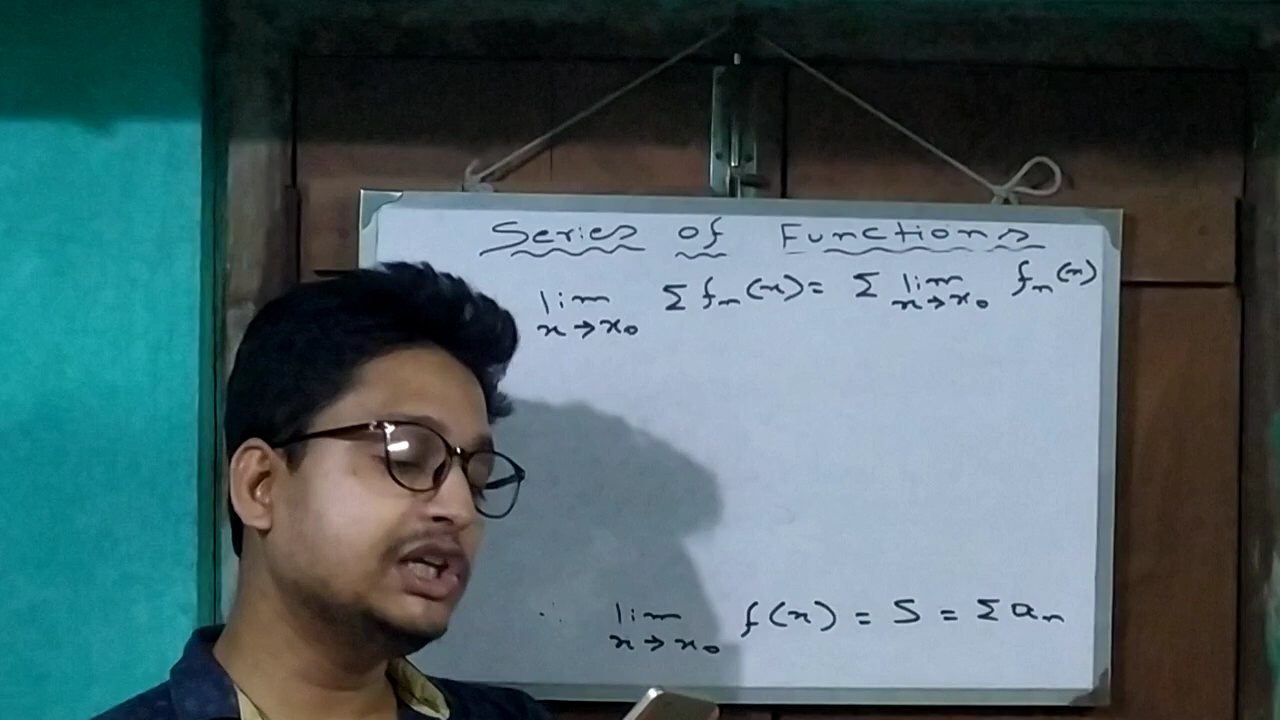 Series of Functions
lim x→x₀ Σ fₙ(x) = Σ lim x→x₀ fₙ(x)
∴ lim x→x₀ f(x) = S = Σ aₙ